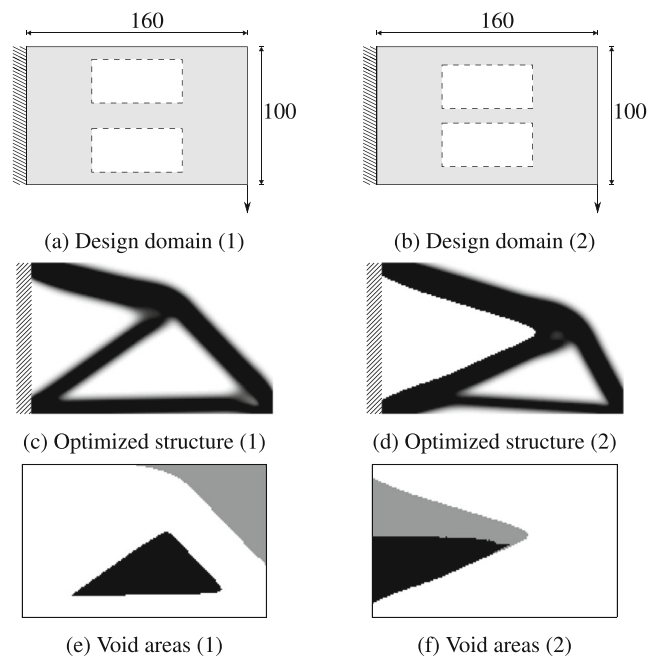 160
160
100
100
(a) Design domain (1)
(b) Design domain (2)
(c) Optimized structure (1)
(d) Optimized structure (2)
(e) Void areas (1)
(f) Void areas (2)